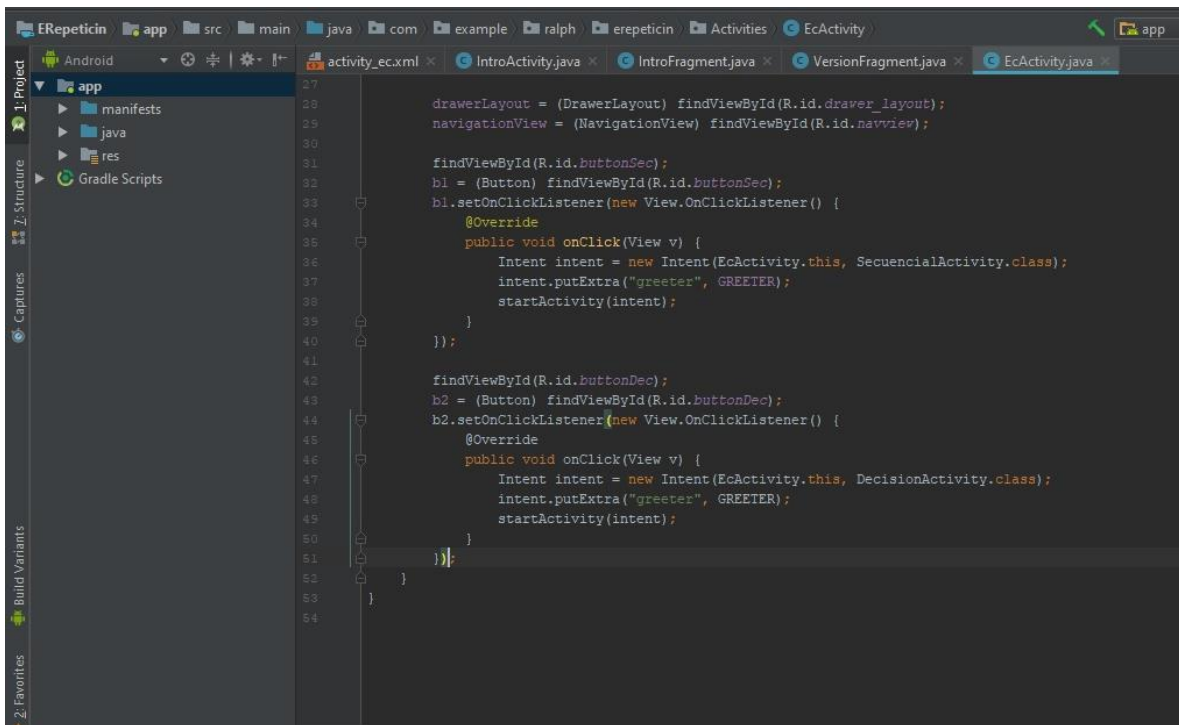 ERepeticin app src main java com example ralph erepeticin Activities EcActivity app
1: Project
7: Structure
Captures
Build Variants
2: Favorites
Android
app
manifests
java
res
Gradle Scripts
activity_ec.xml × IntroActivity.java × IntroFragment.java × VersionFragment.java × EcActivity.java ×
27
28 drawerLayout = (DrawerLayout) findViewById(R.id.draver_layout);
29 navigationView = (NavigationView) findViewById(R.id.navview);
30
31 findViewById(R.id.buttonSec);
32 b1 = (Button) findViewById(R.id.buttonSec);
33 b1.setOnClickListener(new View.OnClickListener() {
34 @Override
35 public void onClick(View v) {
36 Intent intent = new Intent(EcActivity.this, SecuencialActivity.class);
37 intent.putExtra("greeter", GREETER);
38 startActivity(intent);
39 }
40 });
41
42 findViewById(R.id.buttonDec);
43 b2 = (Button) findViewById(R.id.buttonDec);
44 b2.setOnClickListener(new View.OnClickListener() {
45 @Override
46 public void onClick(View v) {
47 Intent intent = new Intent(EcActivity.this, DecisionActivity.class);
48 intent.putExtra("greeter", GREETER);
49 startActivity(intent);
50 }
51 });
52 }
53 }
54